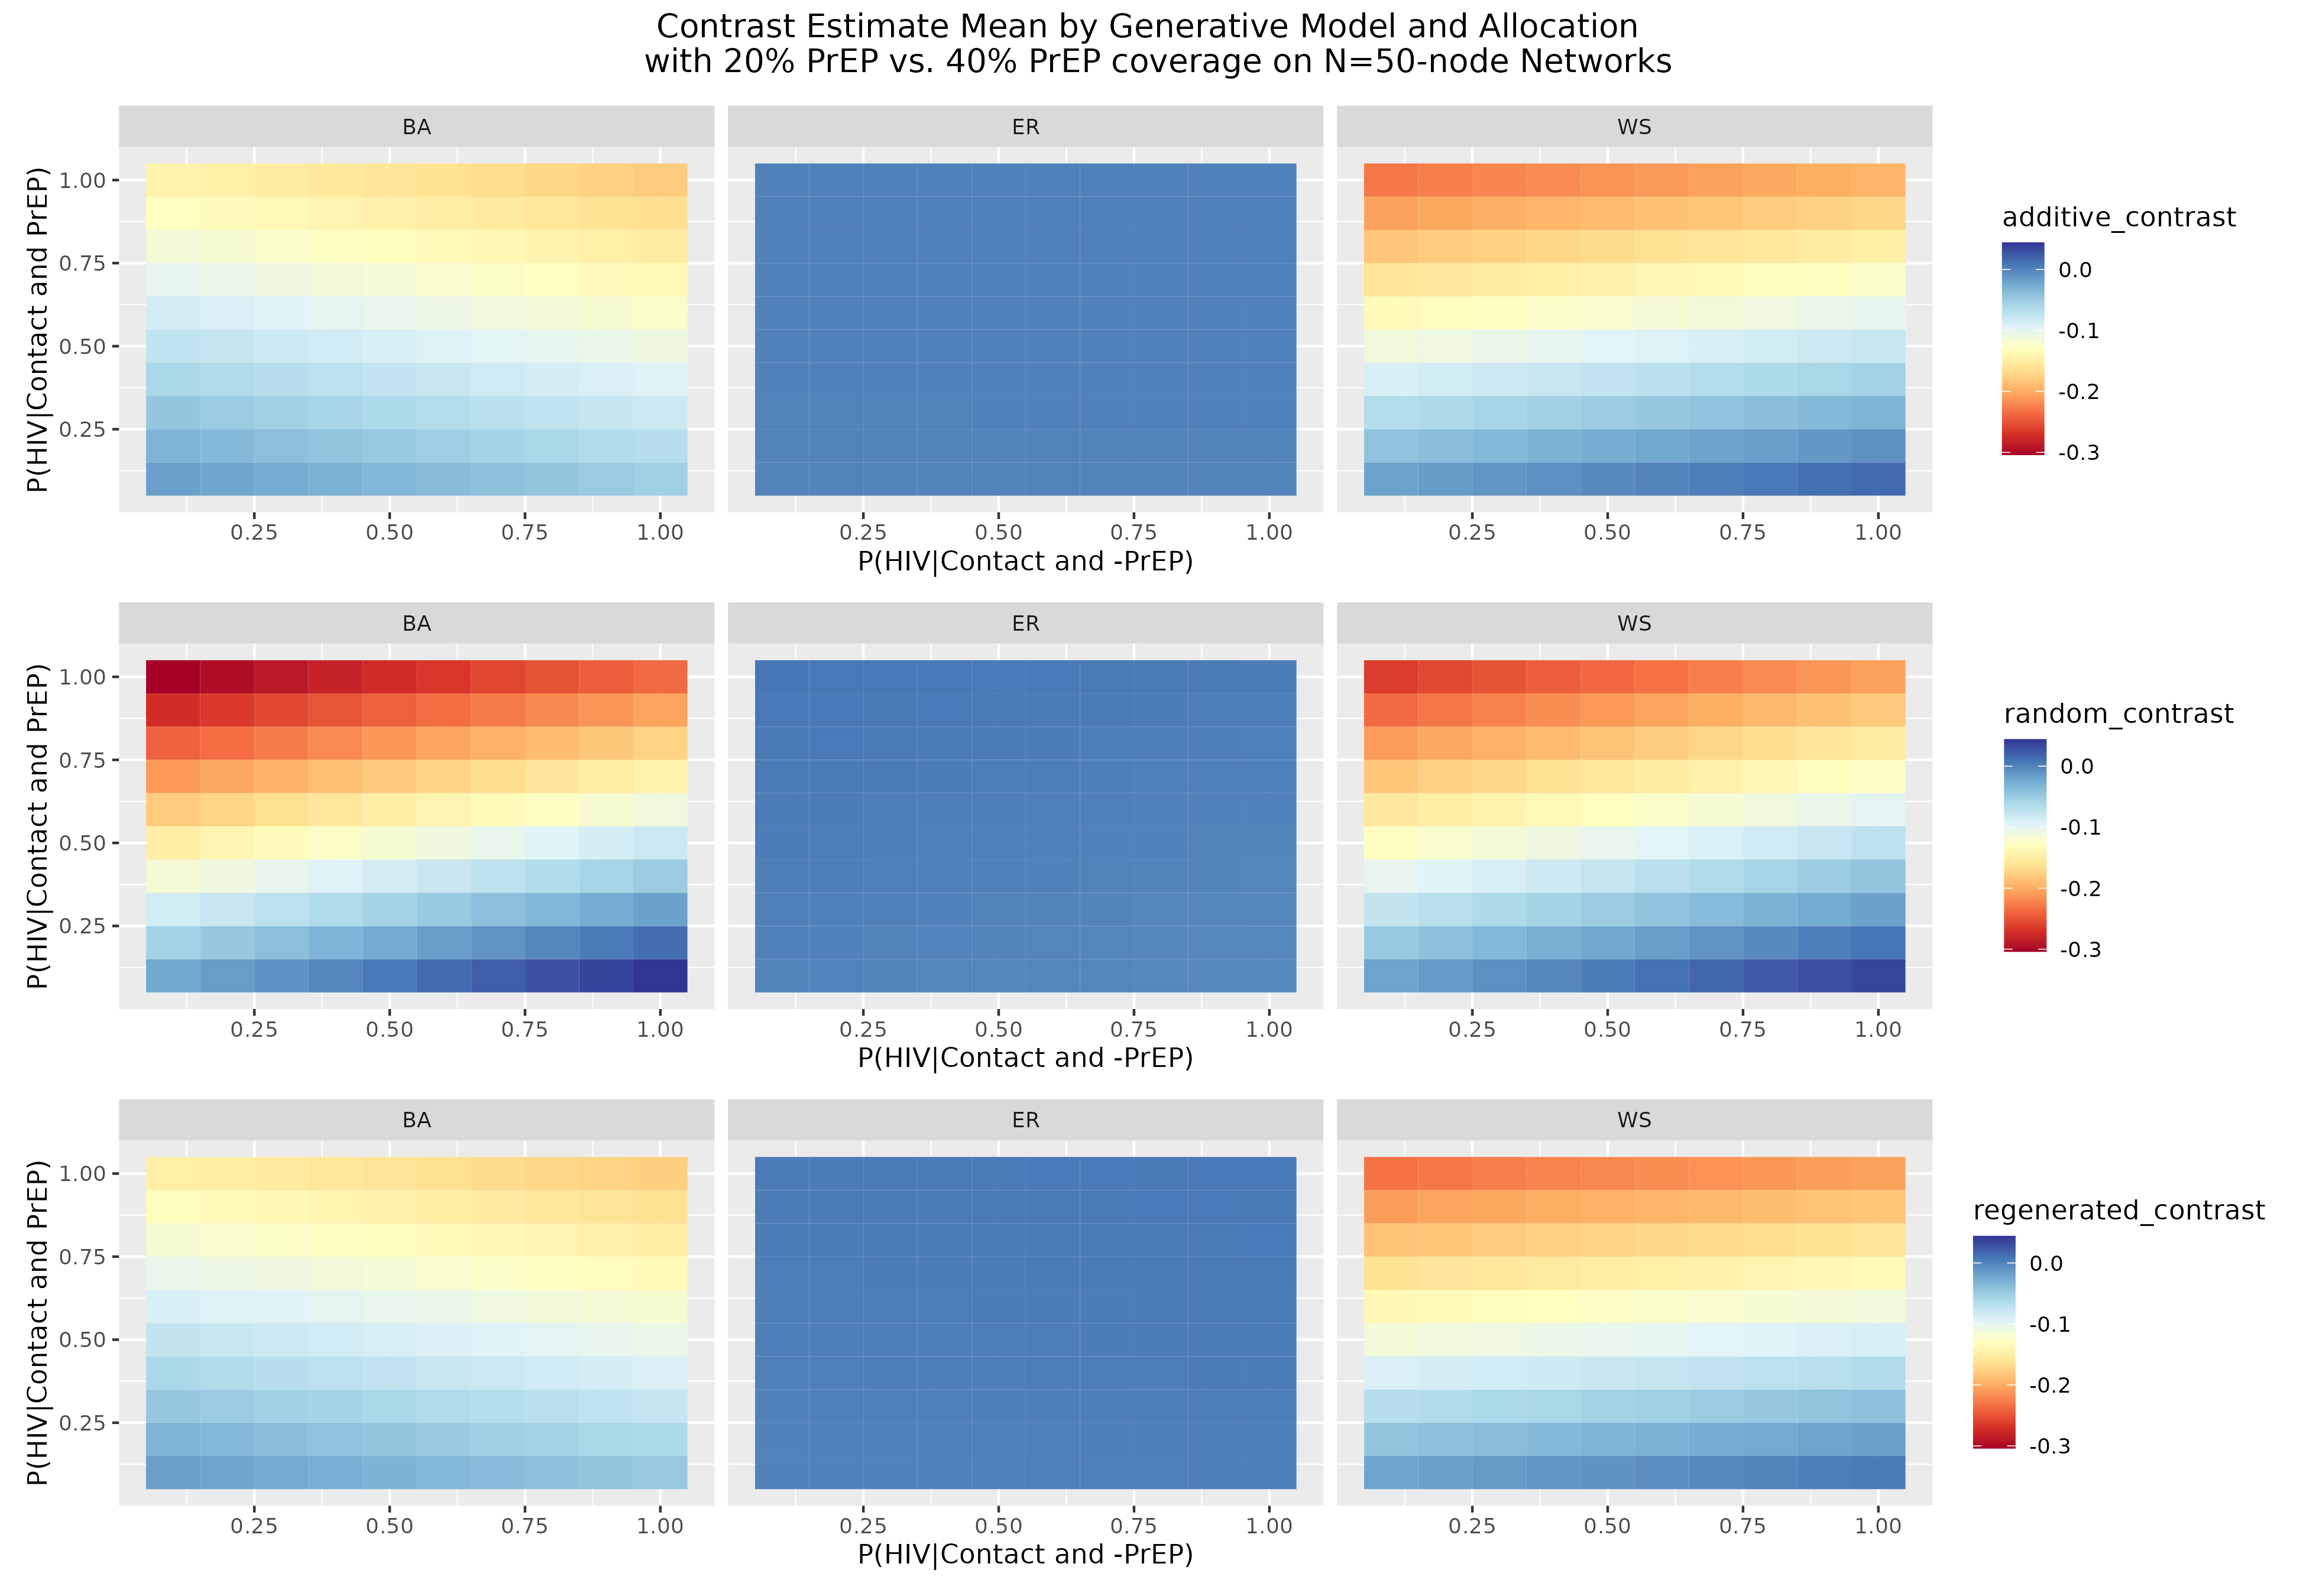 Contrast Estimate Mean by Generative Model and Allocation
with 20% PrEP vs. 40% PrEP coverage on N=50-node Networks
BA
ER
WS
P(HIV|Contact and PrEP)
1.00
0.75
0.50
0.25
0.25 0.50 0.75 1.00
0.25 0.50 0.75 1.00
0.25 0.50 0.75 1.00
P(HIV|Contact and -PrEP)
additive_contrast
0.0
-0.1
-0.2
-0.3
BA
ER
WS
P(HIV|Contact and PrEP)
1.00
0.75
0.50
0.25
0.25 0.50 0.75 1.00
0.25 0.50 0.75 1.00
0.25 0.50 0.75 1.00
P(HIV|Contact and -PrEP)
random_contrast
0.0
-0.1
-0.2
-0.3
BA
ER
WS
P(HIV|Contact and PrEP)
1.00
0.75
0.50
0.25
0.25 0.50 0.75 1.00
0.25 0.50 0.75 1.00
0.25 0.50 0.75 1.00
P(HIV|Contact and -PrEP)
regenerated_contrast
0.0
-0.1
-0.2
-0.3